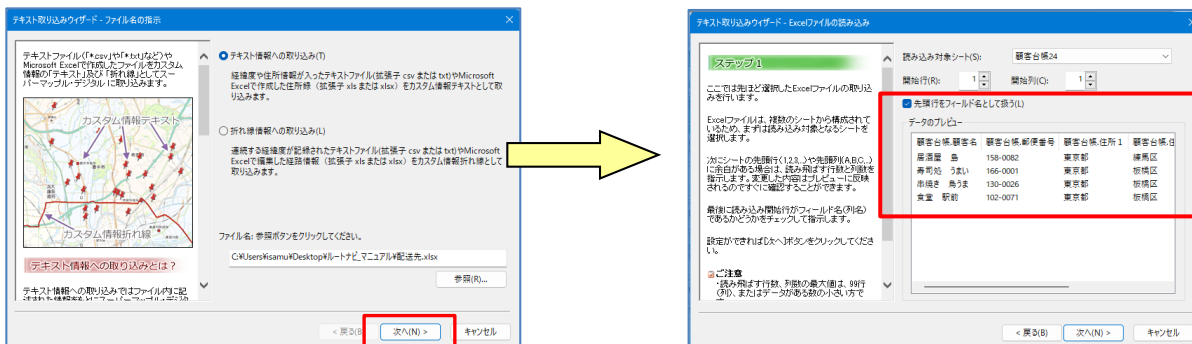 テキスト取り込みウィザード - ファイル名の指示
テキストファイル(「*csv」や「*.txt」など)や
Microsoft Excelで作成したファイルをカスタム
情報の「テキスト」及び「折れ線」としてスー
パーマップル・デジタル に取り込みます。
カスタム情報テキスト
カスタム情報折れ線
テキスト情報への取り込みとは?
テキスト情報への取り込みではファイル内に記
テキスト情報への取り込み(T)
経緯度や住所情報が入ったテキストファイル(拡張子 csv または txt)やMicrosoft
Excelで作成した住所録 (拡張子 xls または xlsx) をカスタム情報テキストとして取
り込みます。
折れ線情報への取り込み(L)
連続する経緯度が記録されたテキストファイル(拡張子 csv または txt)やMicrosoft
Excelで編集した経路情報 (拡張子 xls または xlsx) をカスタム情報折れ線として
取り込みます。
ファイル名: 参照ボタンをクリックしてください。
C:¥Users¥isamu¥Desktop¥ルートナビ_マニュアル¥配送先.xlsx
参照(R)...
< 戻る(B)
次へ(N) >
キャンセル
テキスト取り込みウィザード - Excelファイルの読み込み
ステップ1
ここでは先ほど選択したExcelファイルの取り込
みを行います。
Excelファイルは、複数のシートから構成されて
いるため、まずは読み込み対象となるシートを
選択します。
次にシートの先頭行(1,2,3,..)や先頭列(A,B,C,..)
に余白がある場合は、読み飛ばす行数と列数を
指示します。変更した内容はプレビューに反映
されるのですぐに確認することができます。
最後に読み込み開始行がフィールド名(列名)
であるかどうかをチェックして指示します。
設定ができれば[次へ]ボタンをクリックしてくださ
い。
ご注意
・読み飛ばす行数、列数の最大値は、99行
(列)、またはデータがある数の小さい方で
読み込み対象シート(S): 顧客台帳24
開始行(R): 1 開始列(C): 1
先頭行をフィールド名として扱う(L)
データのプレビュー
顧客台帳.顧客名 顧客台帳.郵便番号 顧客台帳.住所1 顧客台帳.住
居酒屋 島 158-0082 東京都 練馬区
寿司処 うまい 166-0001 東京都 板橋区
串焼き 鳥うま 130-0026 東京都 板橋区
食堂 駅前 102-0071 東京都 板橋区
< 戻る(B)
次へ(N) >
キャンセル